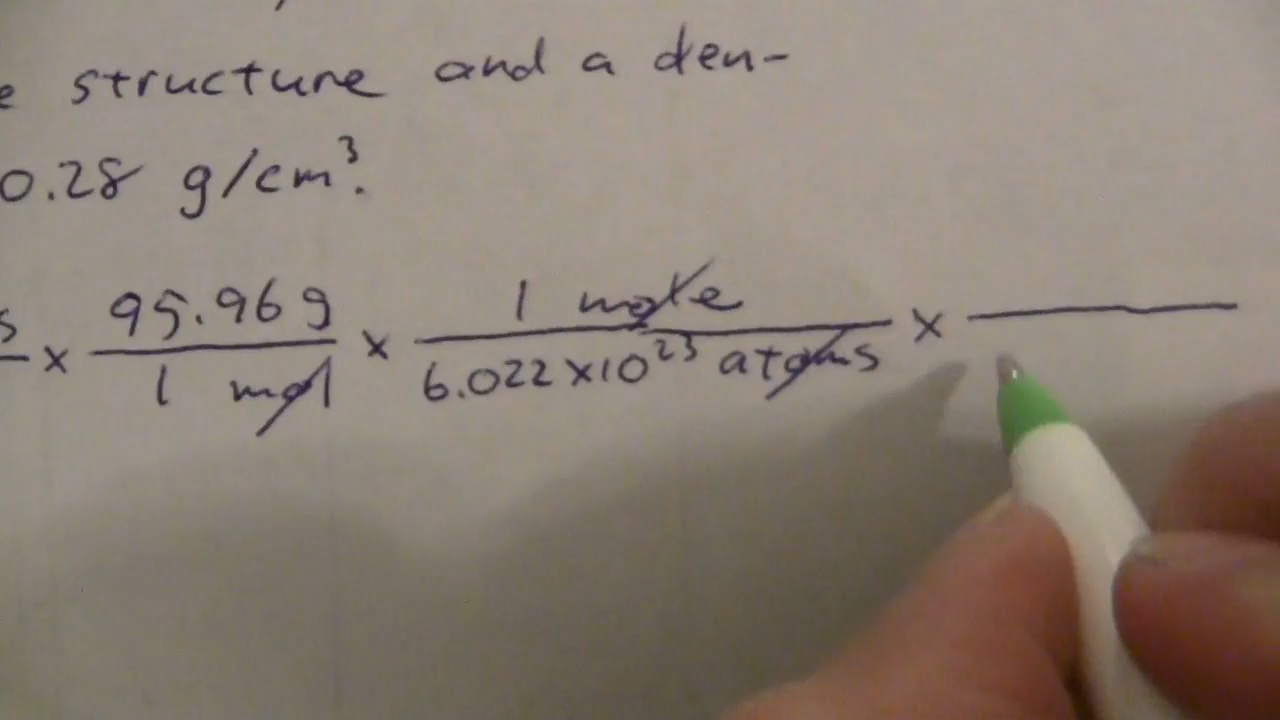 e structure and a den-
0.28 g/cm³.
s × 95.96 g / 1 mol × 1 mole / 6.022×10²³ atoms ×